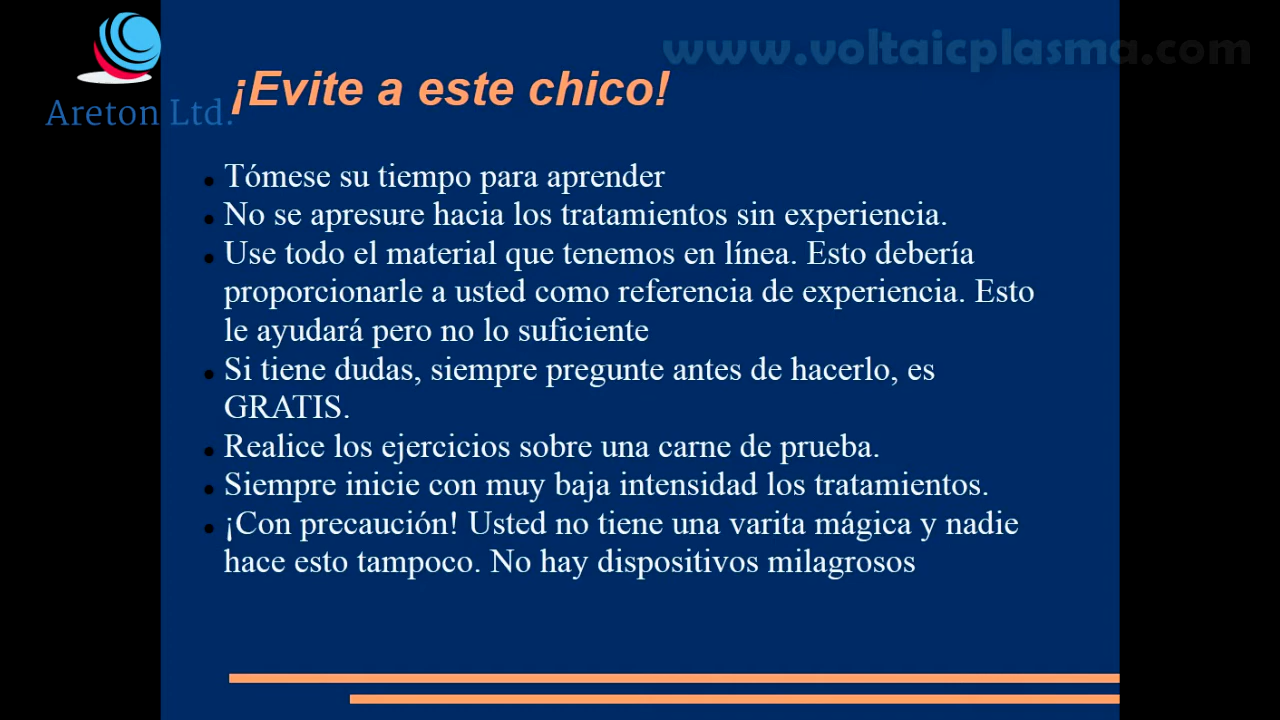 www.voltaicplasma.com
Areton Ltd.
¡Evite a este chico!
Tómese su tiempo para aprender
No se apresure hacia los tratamientos sin experiencia.
Use todo el material que tenemos en línea. Esto debería
proporcionarle a usted como referencia de experiencia. Esto
le ayudará pero no lo suficiente
Si tiene dudas, siempre pregunte antes de hacerlo, es
GRATIS.
Realice los ejercicios sobre una carne de prueba.
Siempre inicie con muy baja intensidad los tratamientos.
¡Con precaución! Usted no tiene una varita mágica y nadie
hace esto tampoco. No hay dispositivos milagrosos